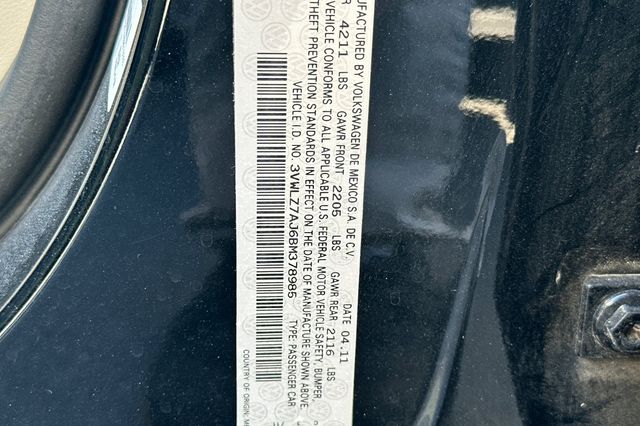 UFACTURED BY VOLKSWAGEN DE MEXICO S.A. DE C.V.
R 4211 LBS GAWR FRONT 2205 LBS GAWR REAR 2116 LBS DATE 04.11
VEHICLE CONFORMS TO ALL APPLICABLE U.S. FEDERAL MOTOR VEHICLE SAFETY, BUMPER,
THEFT PREVENTION STANDARDS IN EFFECT ON THE DATE OF MANUFACTURE SHOWN ABOVE.
VEHICLE I.D. NO. 3VWLZ7AJ6BM378985 TYPE: PASSENGER CAR
COUNTRY OF ORIGIN: ME